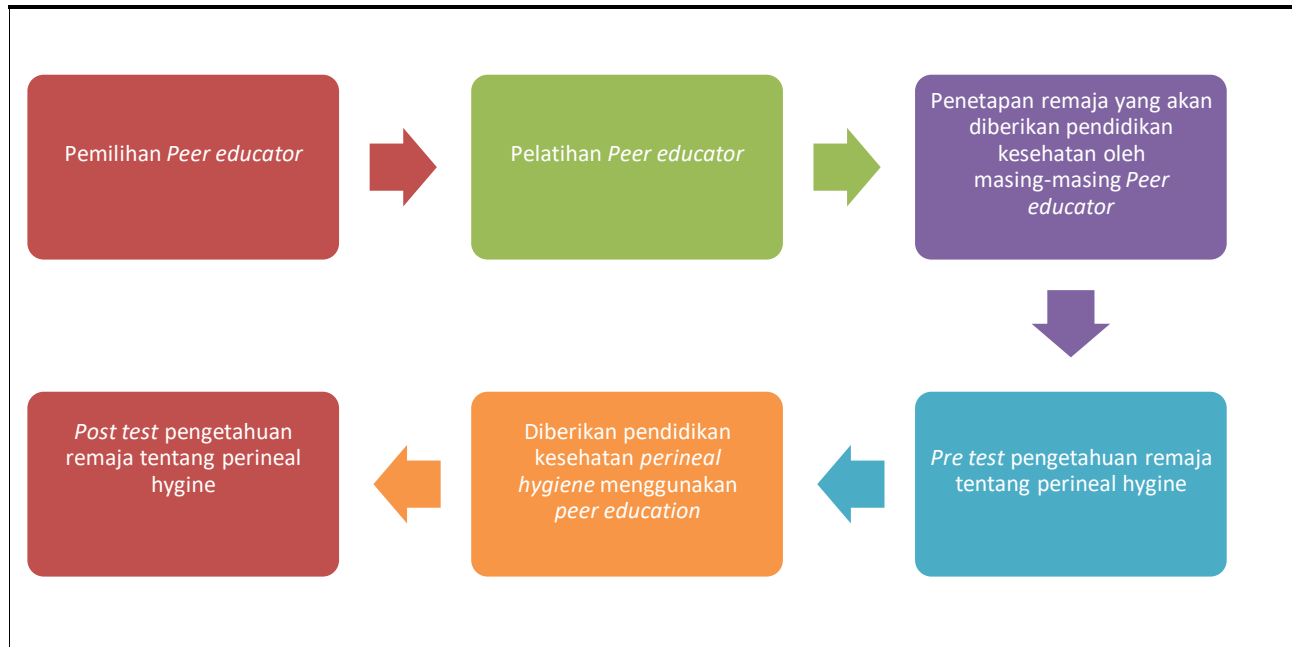 Pemilihan Peer educator
Pelatihan Peer educator
Penetapan remaja yang akan
diberikan pendidikan
kesehatan oleh
masing-masing Peer
educator
Pre test pengetahuan remaja
tentang perineal hygine
Diberikan pendidikan
kesehatan perineal
hygiene menggunakan
peer education
Post test pengetahuan
remaja tentang perineal
hygine